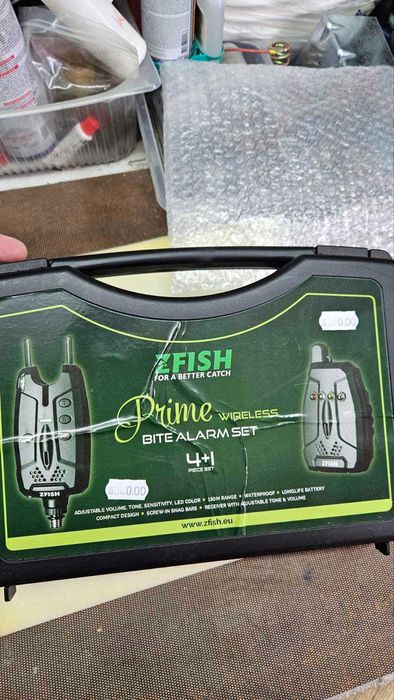 ZFISH
FOR A BETTER CATCH
Prime WIRELESS
BITE ALARM SET
4+1
PIECE SET
ADJUSTABLE VOLUME, TONE, SENSITIVITY, LED COLOR • 150M RANGE • WATERPROOF • LONGLIFE BATTERY
COMPACT DESIGN • SCREW-IN SNAG BARS • RECEIVER WITH ADJUSTABLE TONE & VOLUME
www.zfish.eu
ZFISH
ZFISH